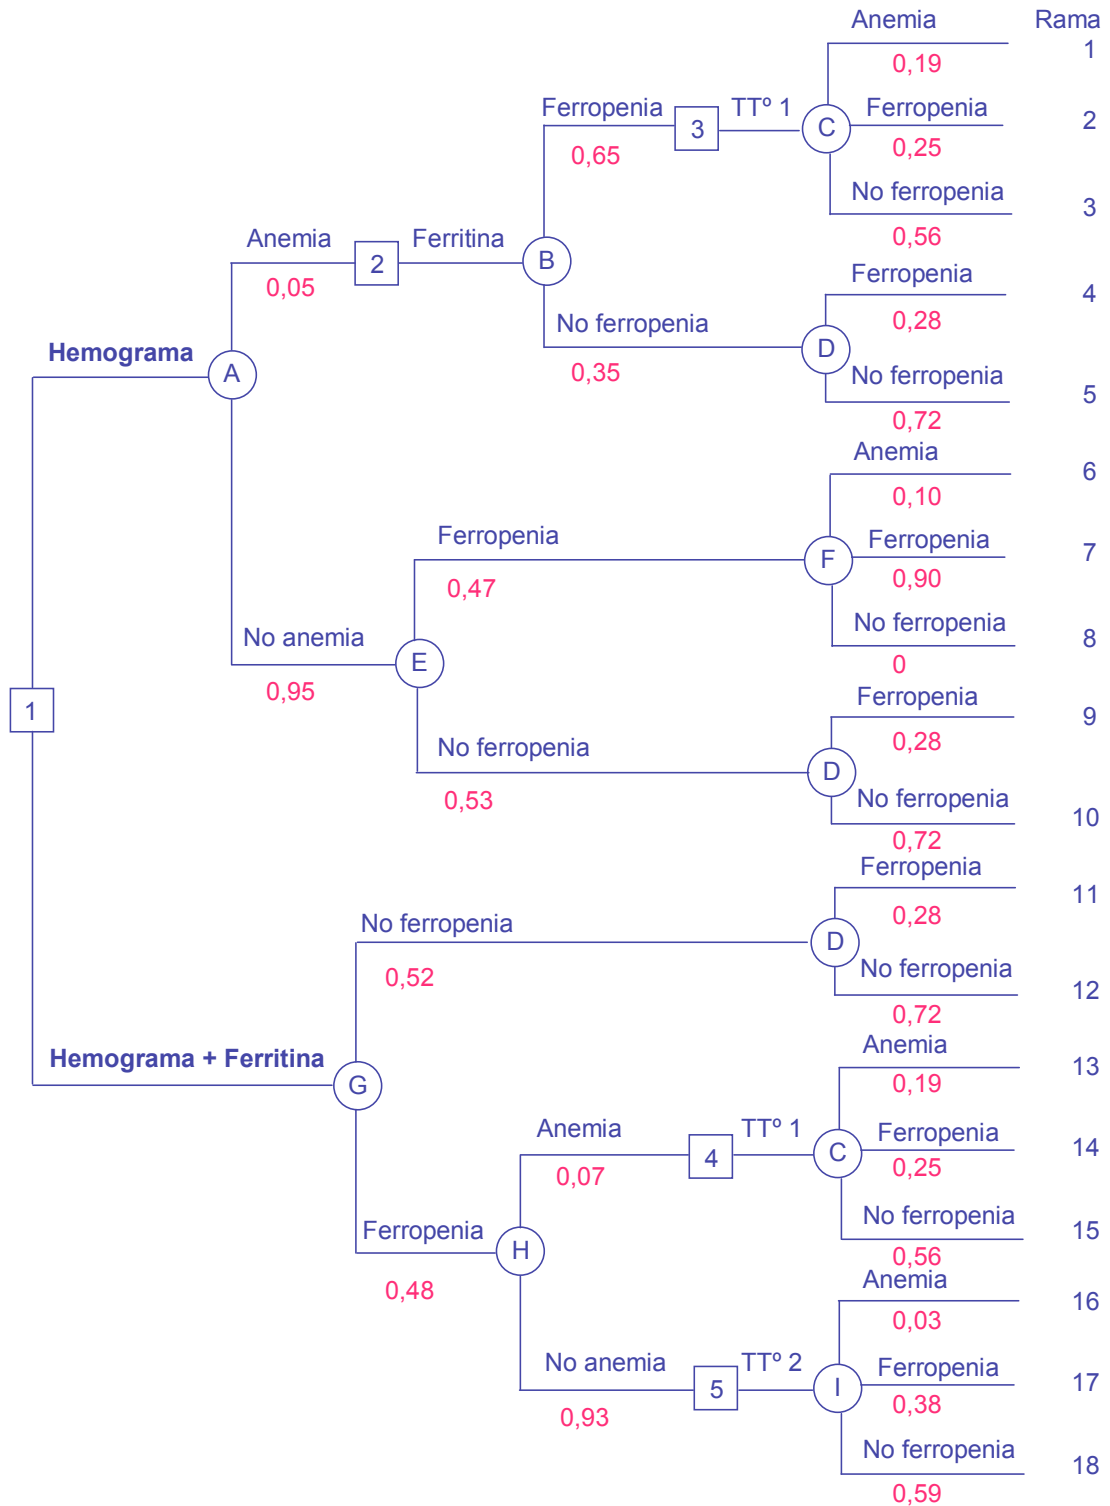 Anemia Rama
0,19 1
Ferropenia 3 TTº 1 C Ferropenia 2
0,65 0,25
No ferropenia 3
0,56
Anemia 2 Ferritina B
0,05
Ferropenia 4
0,28
No ferropenia D
0,35
No ferropenia 5
0,72
Hemograma A
Anemia 6
0,10
Ferropenia F Ferropenia 7
0,47 0,90
No ferropenia 8
0
No anemia E
0,95
1
Ferropenia 9
0,28
No ferropenia D
0,53
No ferropenia 10
0,72
Ferropenia 11
0,28
No ferropenia D
0,52
No ferropenia 12
0,72
Hemograma + Ferritina G
Anemia 13
0,19
Anemia 4 TTº 1 C Ferropenia 14
0,07 0,25
No ferropenia 15
0,56
Ferropenia H
0,48
Anemia 16
0,03
No anemia 5 TTº 2 I Ferropenia 17
0,93 0,38
No ferropenia 18
0,59